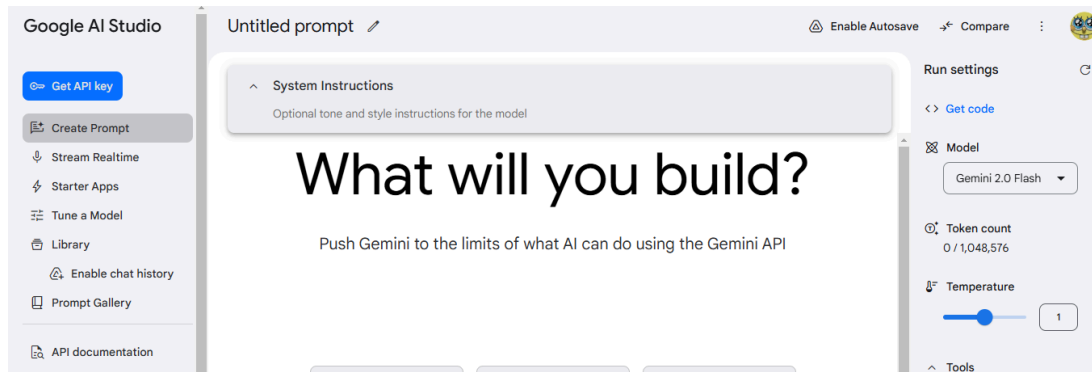 Google AI Studio
Get API key
Create Prompt
Stream Realtime
Starter Apps
Tune a Model
Library
Enable chat history
Prompt Gallery
API documentation
Untitled prompt
Enable Autosave
Compare
System Instructions
Optional tone and style instructions for the model
What will you build?
Push Gemini to the limits of what AI can do using the Gemini API
Run settings
Get code
Model
Gemini 2.0 Flash
Token count
0 / 1,048,576
Temperature
1
Tools